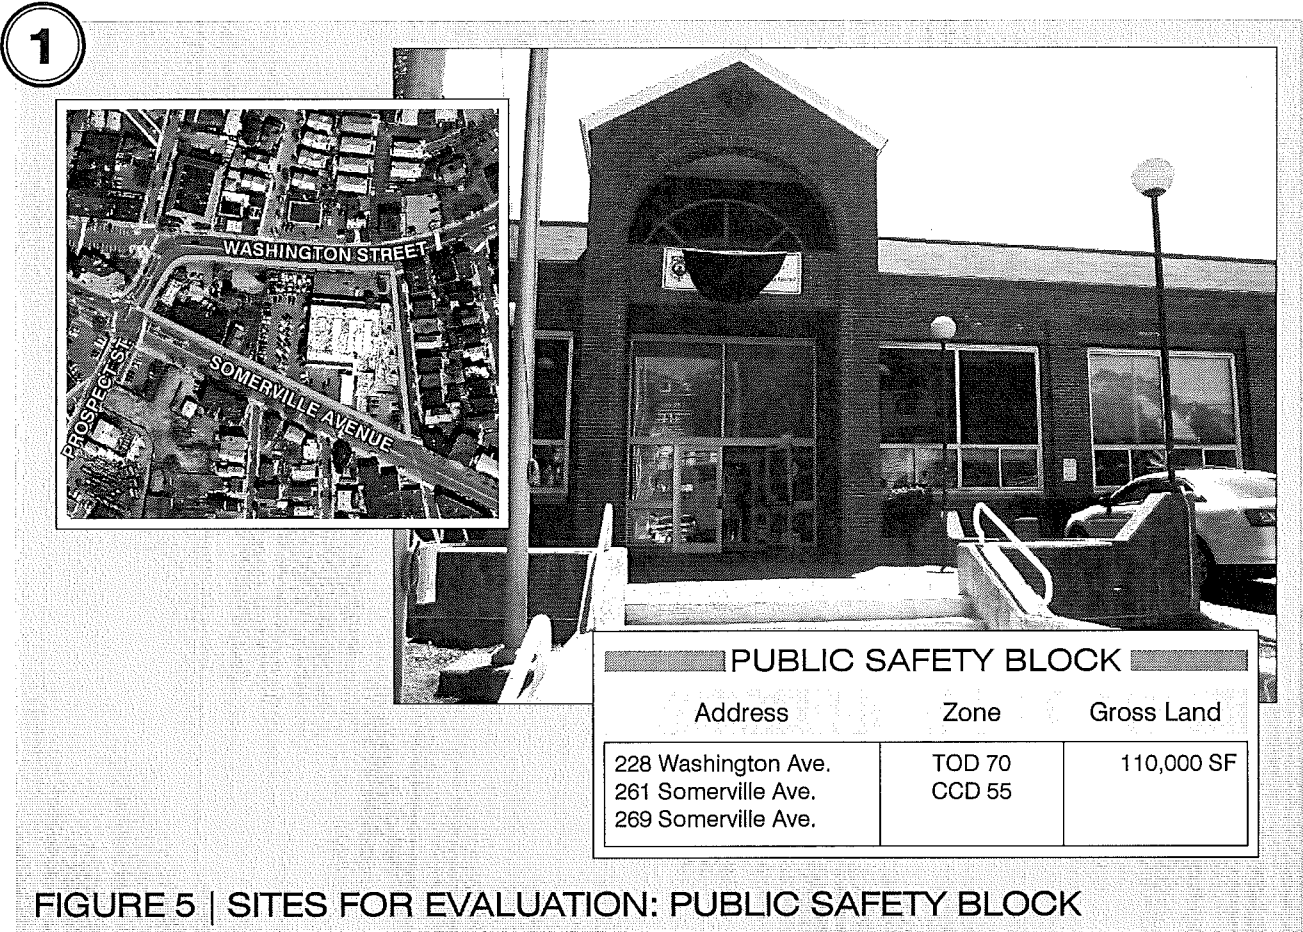 1
WASHINGTON STREET
SOMERVILLE AVENUE
PROSPECT ST.
PUBLIC SAFETY BLOCK
Address Zone Gross Land
228 Washington Ave. TOD 70 110,000 SF
261 Somerville Ave. CCD 55
269 Somerville Ave.
FIGURE 5 | SITES FOR EVALUATION: PUBLIC SAFETY BLOCK